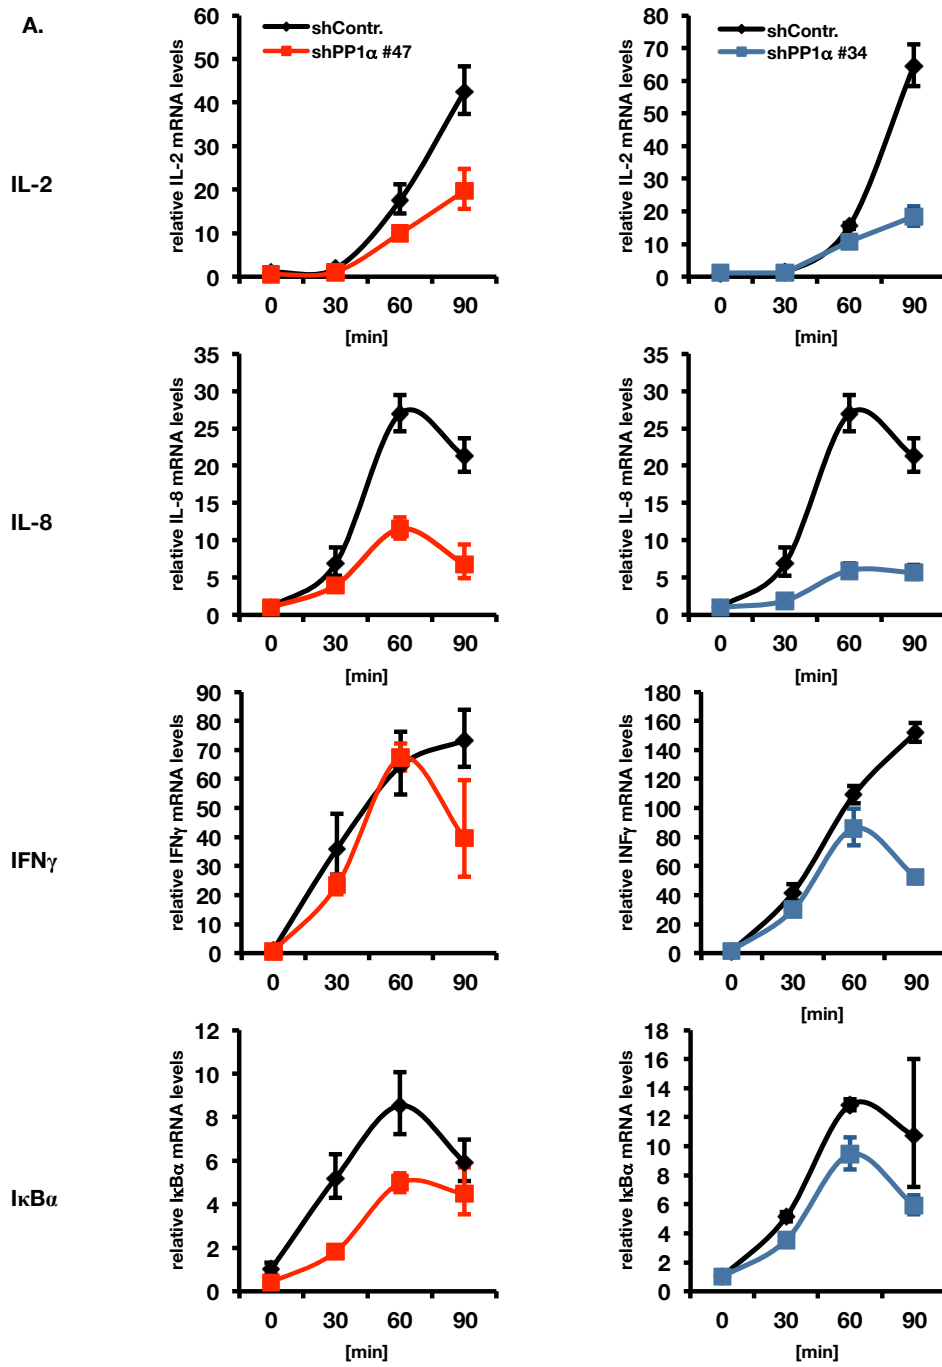 A.
IL-2
relative IL-2 mRNA levels
60
50
40
30
20
10
0
shContr.
shPP1α #47
0 30 60 90
[min]
relative IL-2 mRNA levels
80
70
60
50
40
30
20
10
0
shContr.
shPP1α #34
0 30 60 90
[min]
IL-8
relative IL-8 mRNA levels
35
30
25
20
15
10
5
0
0 30 60 90
[min]
relative IL-8 mRNA levels
35
30
25
20
15
10
5
0
0 30 60 90
[min]
IFNγ
relative IFNγ mRNA levels
90
80
70
60
50
40
30
20
10
0
0 30 60 90
relative INFγ mRNA levels
180
160
140
120
100
80
60
40
20
0
0 30 60 90
[min]
IκBα
relative IκBα mRNA levels
12
10
8
6
4
2
0
0 30 60 90
[min]
relative IκBα mRNA levels
18
16
14
12
10
8
6
4
2
0
0 30 60 90
[min]